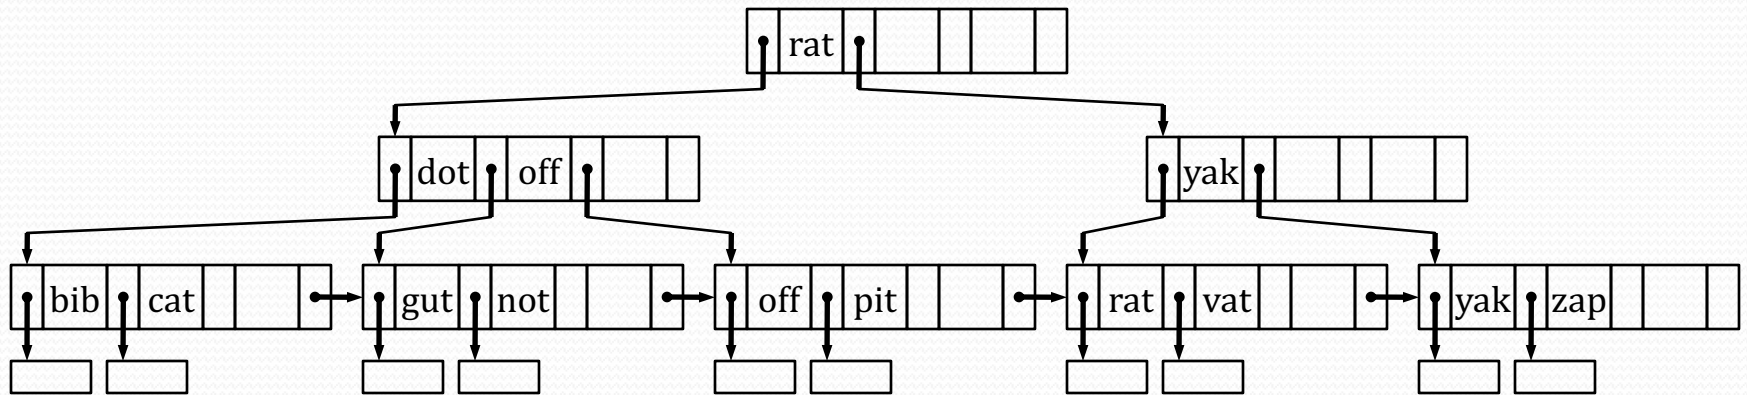 rat
dot off
yak
bib cat
gut not
off pit
rat vat
yak zap